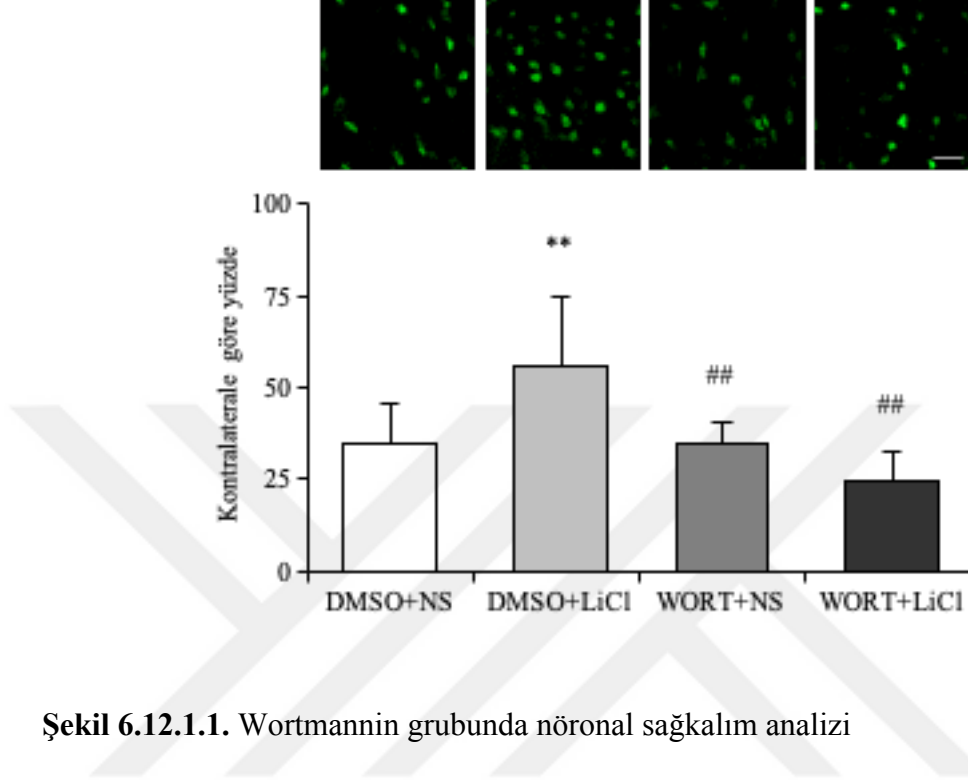 100
**
75
Kontralaterale göre yüzde
##
50
##
25
0
DMSO+NS DMSO+LiCl WORT+NS WORT+LiCl
Şekil 6.12.1.1. Wortmannin grubunda nöronal sağkalım analizi